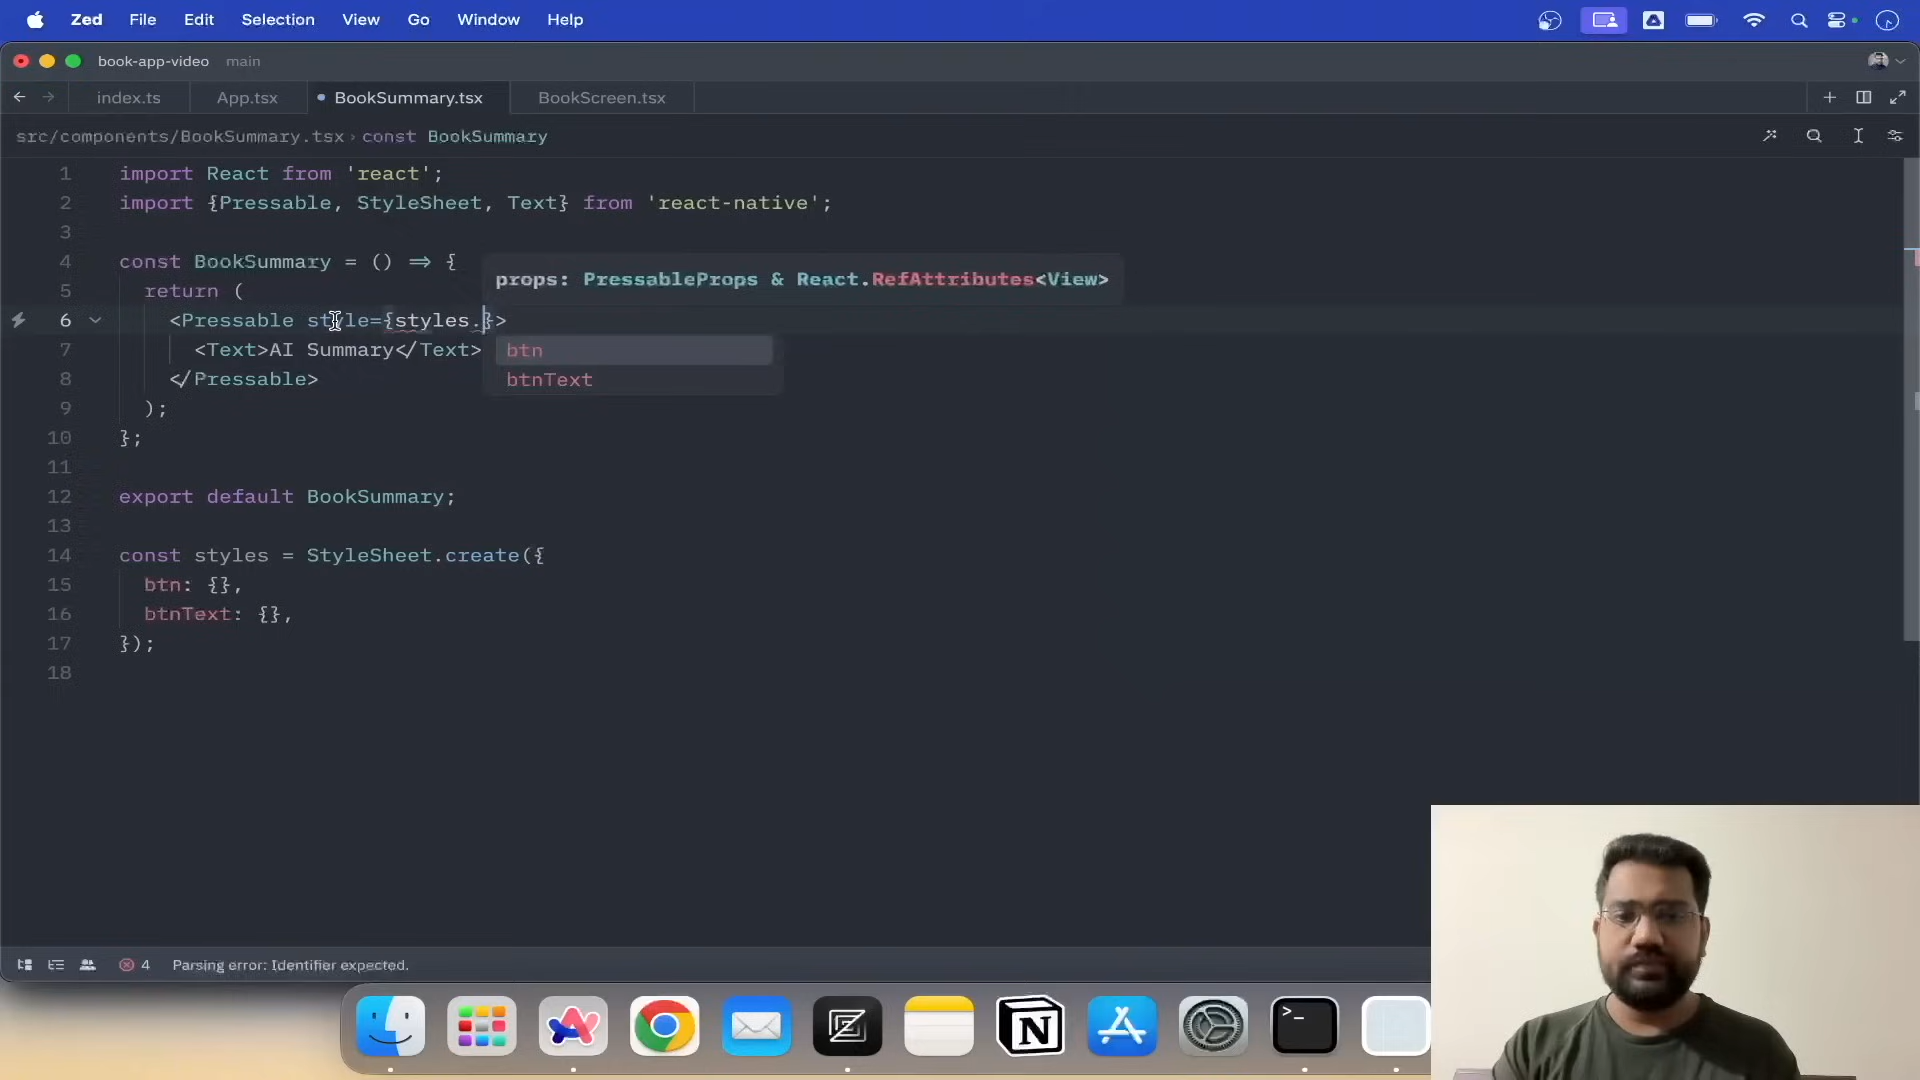 Zed File Edit Selection View Go Window Help
book-app-video main
index.ts App.tsx BookSummary.tsx BookScreen.tsx
src/components/BookSummary.tsx › const BookSummary
1 import React from 'react';
2 import {Pressable, StyleSheet, Text} from 'react-native';
3
4 const BookSummary = () => {
props: PressableProps & React.RefAttributes<View>
5 return (
6 <Pressable style={styles.}>
7 <Text>AI Summary</Text>
btn
btnText
8 </Pressable>
9 );
10 };
11
12 export default BookSummary;
13
14 const styles = StyleSheet.create({
15 btn: {},
16 btnText: {},
17 });
18
4 Parsing error: Identifier expected.